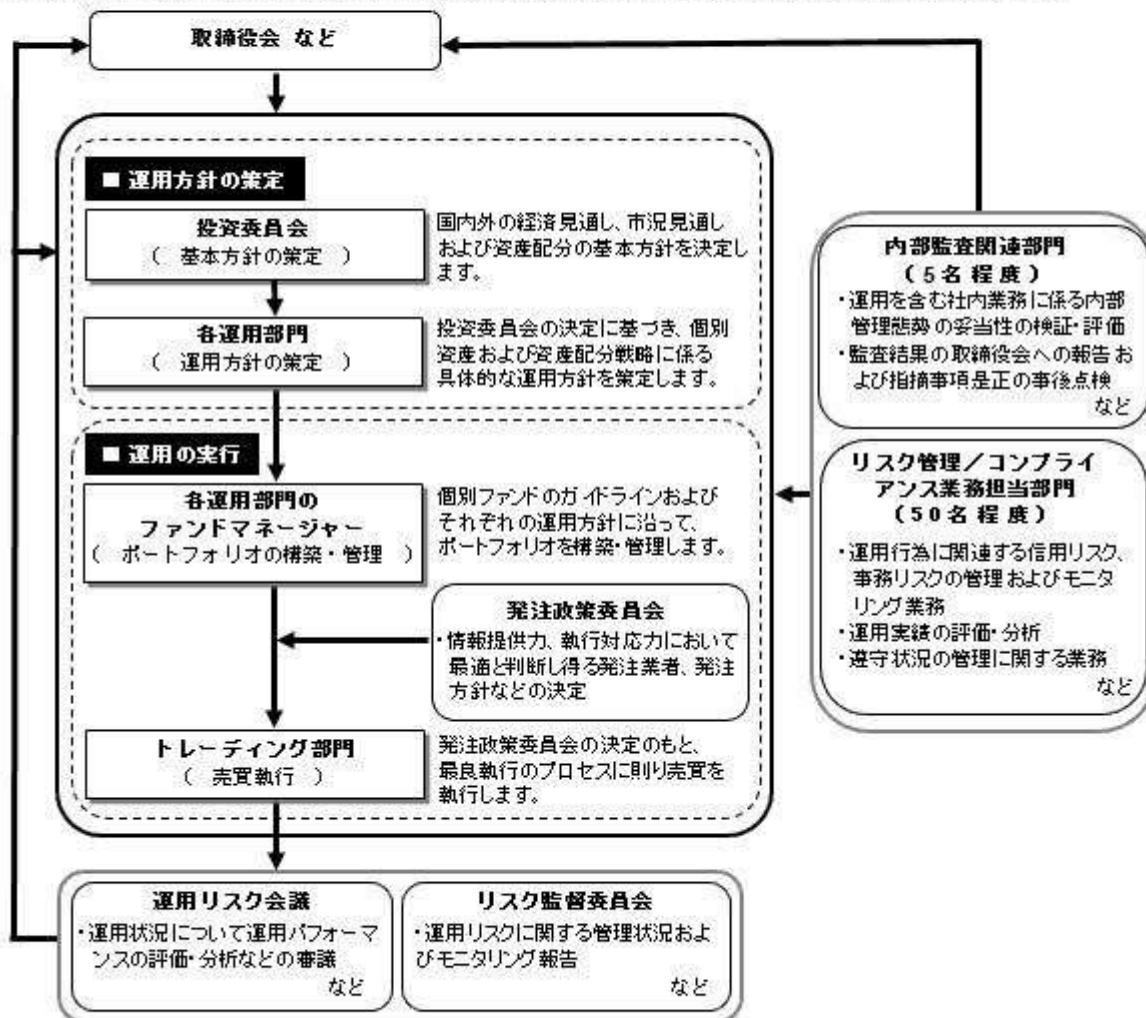 取締役会 など
■ 運用方針の策定
投資委員会
( 基本方針の策定 )
国内外の経済見通し、市況見通し
および資産配分の基本方針を決定し
ます。
各運用部門
( 運用方針の策定 )
投資委員会の決定に基づき、個別
資産および資産配分戦略に係る
具体的な運用方針を策定します。
■ 運用の実行
各運用部門の
ファンドマネージャー
( ポートフォリオの構築・管理 )
個別ファンドのガイドラインおよび
それぞれの運用方針に沿って、
ポートフォリオを構築・管理します。
発注政策委員会
・情報提供力、執行対応力において
最適と判断し得る発注業者、発注
方針などの決定
トレーディング部門
( 売買執行 )
発注政策委員会の決定のもと、
最良執行のプロセスに則り売買を
執行します。
運用リスク会議
・運用状況について運用パフォーマ
ンスの評価・分析などの審議
など
リスク監督委員会
・運用リスクに関する管理状況およ
びモニタリング報告
など
内部監査関連部門
(5名程度)
・運用を含む社内業務に係る内部
管理態勢の妥当性の検証・評価
・監査結果の取締役会への報告お
よび指摘事項是正の事後点検
など
リスク管理/コンプライ
アンス業務担当部門
(50名程度)
・運用行為に関連する信用リスク、
事務リスクの管理およびモニタ
リング業務
・運用実績の評価・分析
・遵守状況の管理に関する業務
など